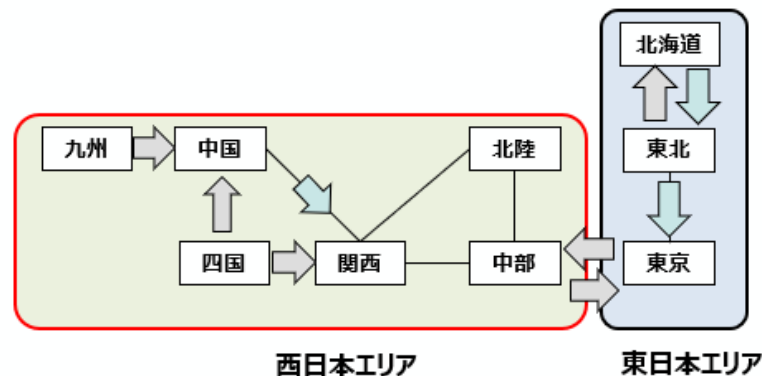 北海道
九州
中国
北陸
東北
四国
関西
中部
東京
西日本エリア
東日本エリア